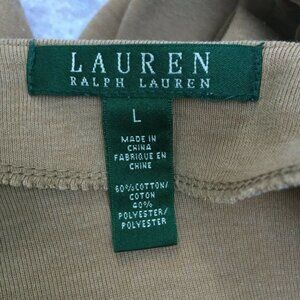 LAUREN
RALPH LAUREN
L
MADE IN
CHINA
FABRIQUE EN
CHINE
60%COTTON/
COTON
40%
POLYESTER/
POLYESTER